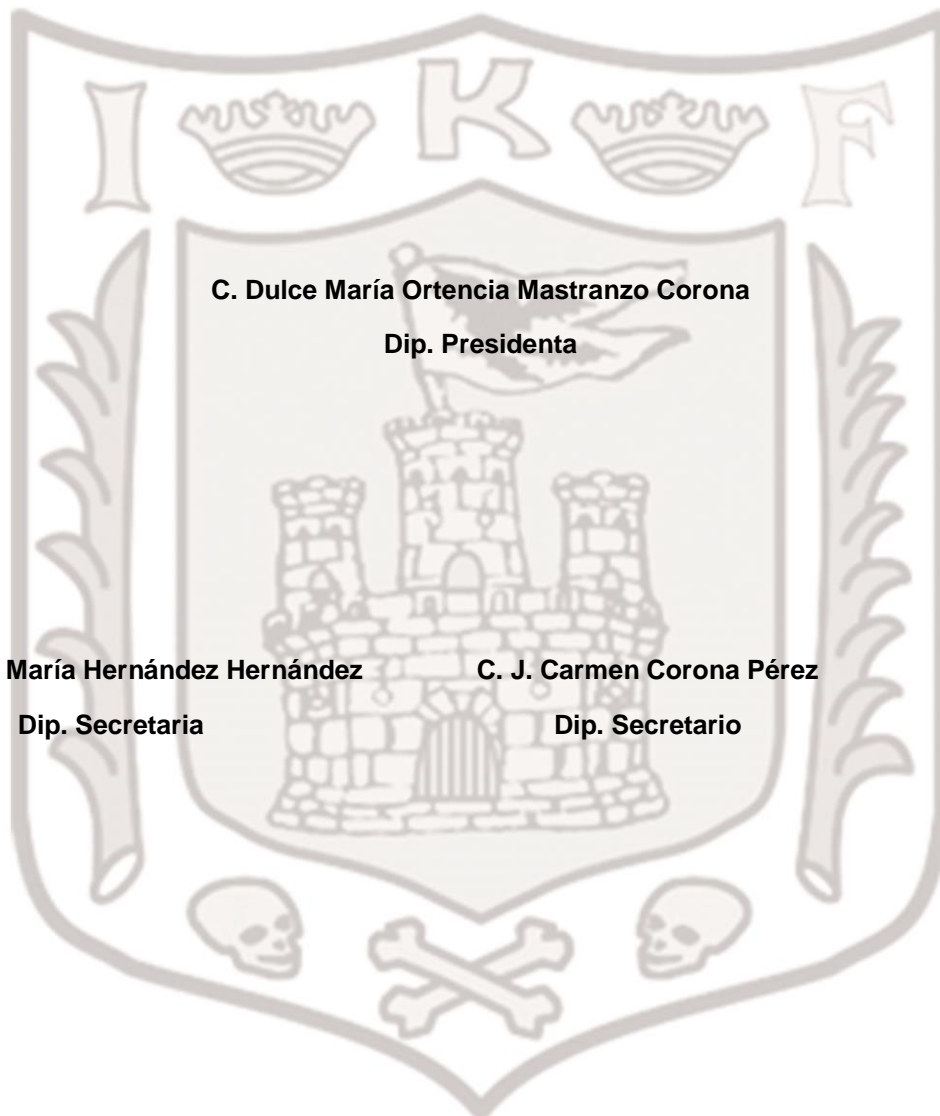 I K F
C. Dulce María Ortencia Mastranzo Corona
Dip. Presidenta
María Hernández Hernández C. J. Carmen Corona Pérez
Dip. Secretaria Dip. Secretario